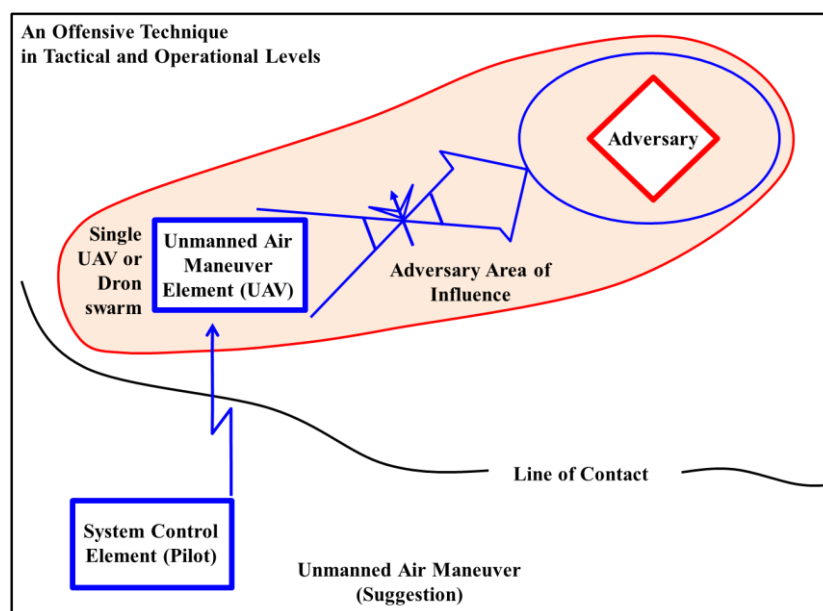 An Offensive Technique
in Tactical and Operational Levels
Adversary
Single
UAV or
Dron
swarm
Unmanned Air
Maneuver
Element (UAV)
Adversary Area of
Influence
Line of Contact
System Control
Element (Pilot)
Unmanned Air Maneuver
(Suggestion)